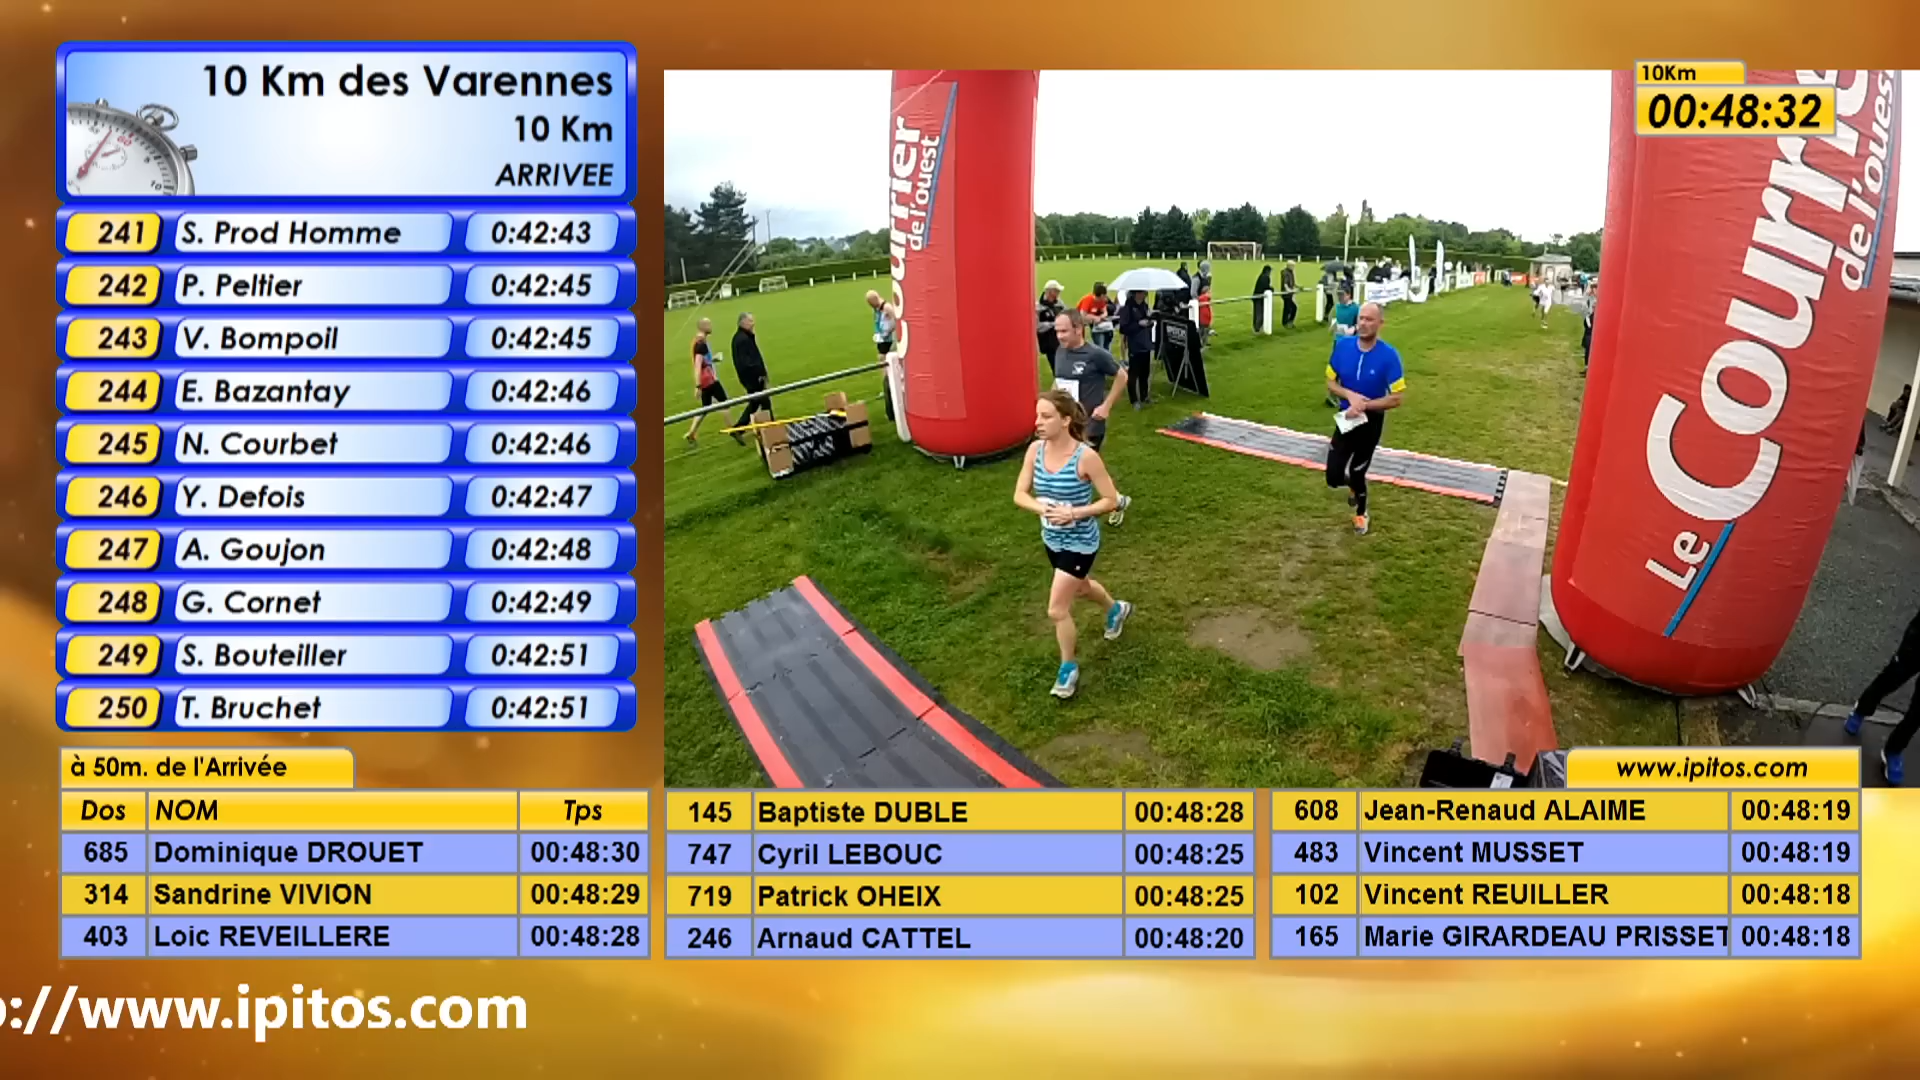 10 Km des Varennes
10 Km
ARRIVEE
241 S. Prod Homme 0:42:43
242 P. Peltier 0:42:45
243 V. Bompoil 0:42:45
244 E. Bazantay 0:42:46
245 N. Courbet 0:42:46
246 Y. Defois 0:42:47
247 A. Goujon 0:42:48
248 G. Cornet 0:42:49
249 S. Bouteiller 0:42:51
250 T. Bruchet 0:42:51
10Km
00:48:32
Courrier
de l'ouest
Le Courrie
de l'ouest
www.ipitos.com
à 50m. de l'Arrivée
Dos NOM Tps
685 Dominique DROUET 00:48:30
314 Sandrine VIVION 00:48:29
403 Loic REVEILLERE 00:48:28
145 Baptiste DUBLE 00:48:28
747 Cyril LEBOUC 00:48:25
719 Patrick OHEIX 00:48:25
246 Arnaud CATTEL 00:48:20
608 Jean-Renaud ALAIME 00:48:19
483 Vincent MUSSET 00:48:19
102 Vincent REUILLER 00:48:18
165 Marie GIRARDEAU PRISSET 00:48:18
://www.ipitos.com